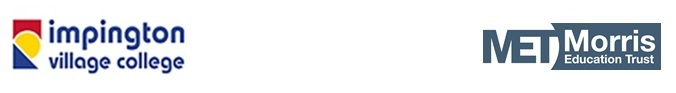 impington
village college
MET Morris
Education Trust